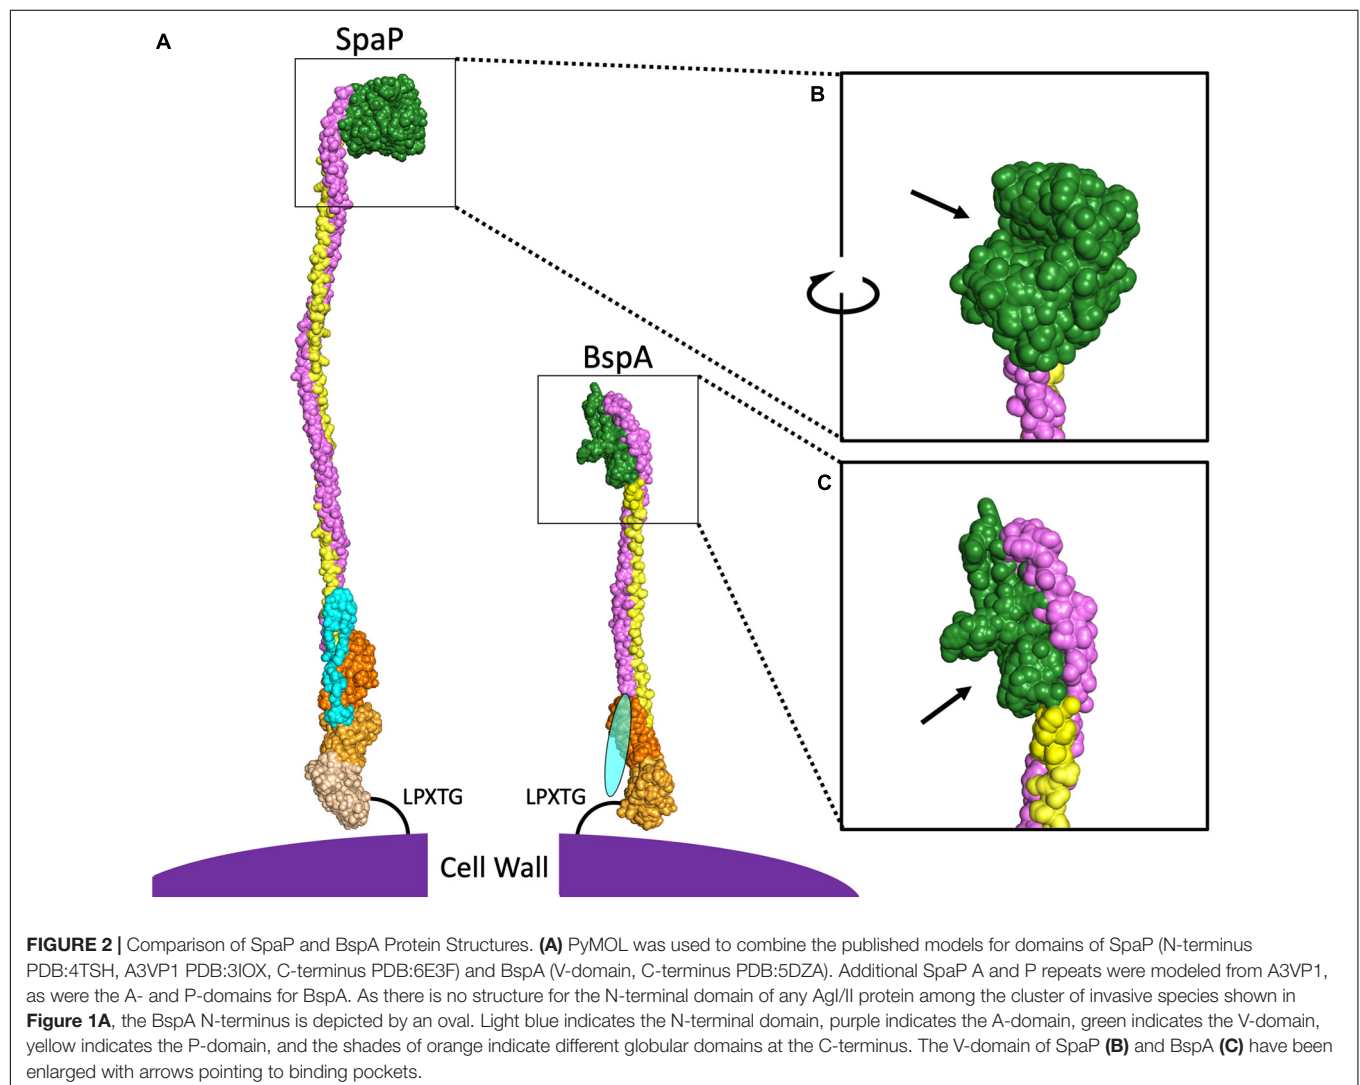 A
SpaP
B
BspA
C
LPXTG
LPXTG
Cell Wall
FIGURE 2 | Comparison of SpaP and BspA Protein Structures. (A) PyMOL was used to combine the published models for domains of SpaP (N-terminus
PDB:4TSH, A3VP1 PDB:3IOX, C-terminus PDB:6E3F) and BspA (V-domain, C-terminus PDB:5DZA). Additional SpaP A and P repeats were modeled from A3VP1,
as were the A- and P-domains for BspA. As there is no structure for the N-terminal domain of any AgI/II protein among the cluster of invasive species shown in
Figure 1A, the BspA N-terminus is depicted by an oval. Light blue indicates the N-terminal domain, purple indicates the A-domain, green indicates the V-domain,
yellow indicates the P-domain, and the shades of orange indicate different globular domains at the C-terminus. The V-domain of SpaP (B) and BspA (C) have been
enlarged with arrows pointing to binding pockets.